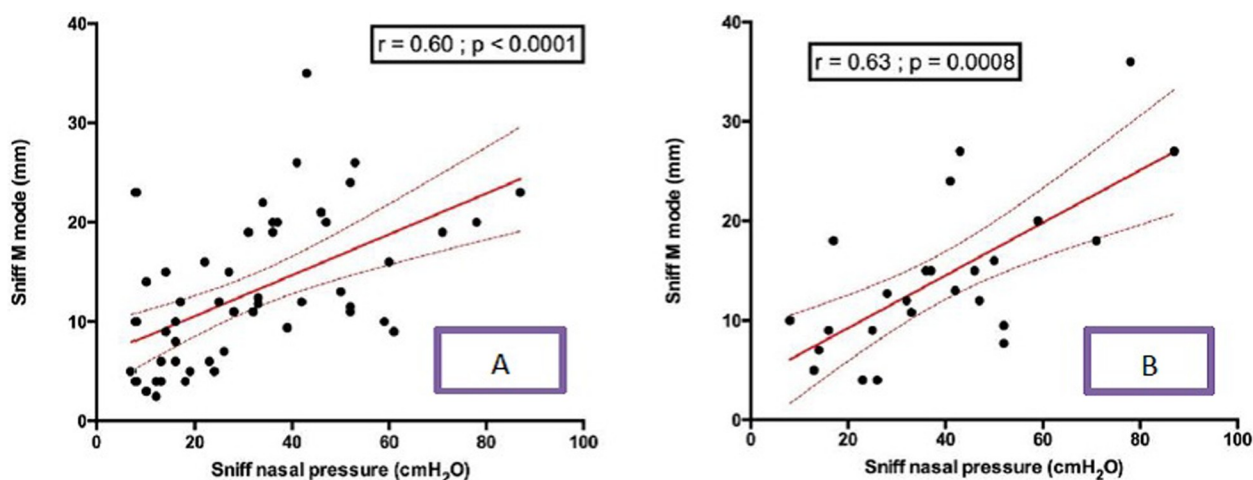 40
30
20
10
0
0 20 40 60 80 100
Sniff M mode (mm)
Sniff nasal pressure (cmH₂O)
r = 0.60 ; p < 0.0001
A
40
30
20
10
0
0 20 40 60 80 100
Sniff M mode (mm)
Sniff nasal pressure (cmH₂O)
r = 0.63 ; p = 0.0008
B